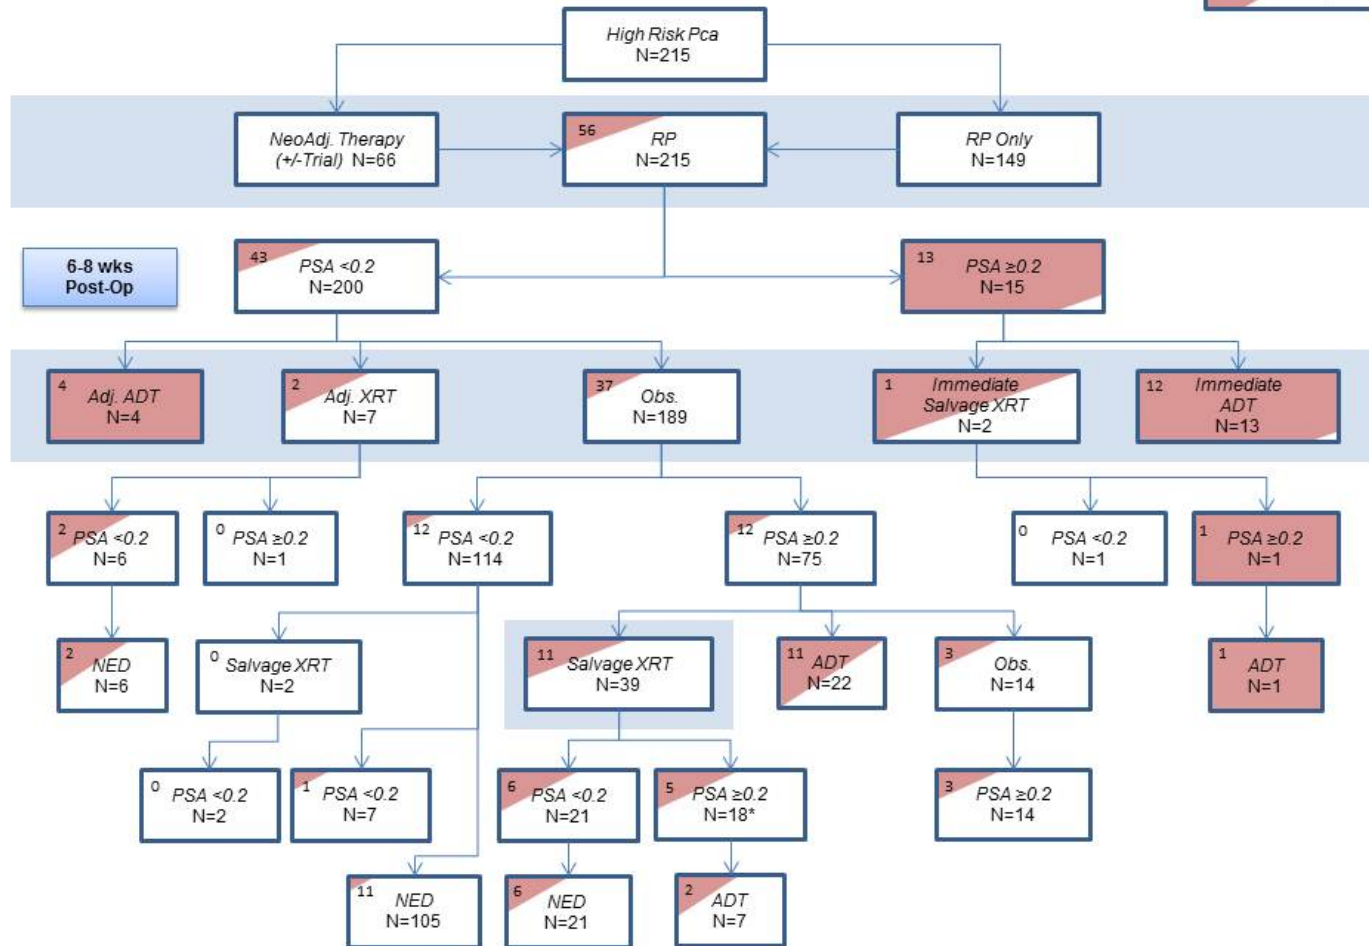 High Risk Pca
N=215
NeoAdj. Therapy
(+/-Trial) N=66
56
RP
N=215
RP Only
N=149
6-8 wks
Post-Op
43
PSA <0.2
N=200
13
PSA ≥0.2
N=15
4
Adj. ADT
N=4
2
Adj. XRT
N=7
37
Obs.
N=189
1
Immediate
Salvage XRT
N=2
12
Immediate
ADT
N=13
2
PSA <0.2
N=6
0
PSA ≥0.2
N=1
12
PSA <0.2
N=114
12
PSA ≥0.2
N=75
0
PSA <0.2
N=1
1
PSA ≥0.2
N=1
2
NED
N=6
0
Salvage XRT
N=2
11
Salvage XRT
N=39
11
ADT
N=22
3
Obs.
N=14
1
ADT
N=1
0
PSA <0.2
N=2
1
PSA <0.2
N=7
6
PSA <0.2
N=21
5
PSA ≥0.2
N=18*
3
PSA ≥0.2
N=14
11
NED
N=105
6
NED
N=21
2
ADT
N=7